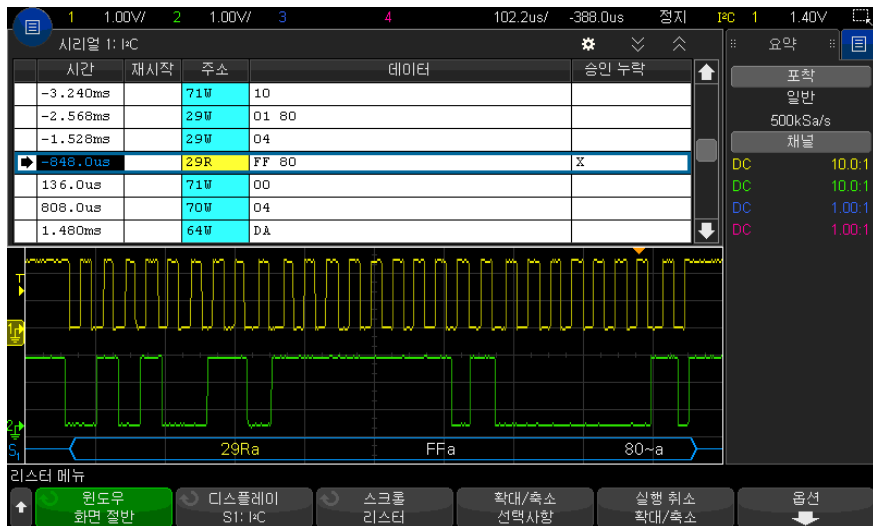 1 1.00V/ 2 1.00V/ 3 4 102.2us/ -388.0us 정지 I²C 1 1.40V
시리얼 1: I²C
시간 재시작 주소 데이터 승인 누락
-3.240ms 71W 10
-2.568ms 29W 01 80
-1.528ms 29W 04
-848.0us 29R FF 80 X
136.0us 71W 00
808.0us 70W 04
1.480ms 64W DA
요약
포착
일반
500kSa/s
채널
DC 10.0:1
DC 10.0:1
DC 1.00:1
DC 1.00:1
T
1
2
S1 29Ra FFa 80~a
리스터 메뉴
윈도우
화면 절반
디스플레이
S1: I²C
스크롤
리스터
확대/축소
선택사항
실행 취소
확대/축소
옵션